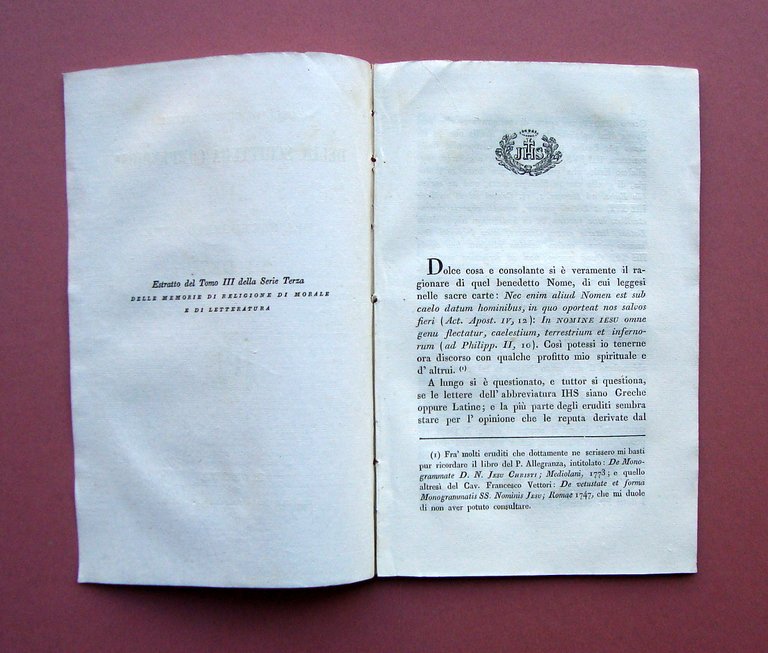 Estratto del Tomo III della Serie Terza
DELLE MEMORIE DI RELIGIONE DI MORALE
E DI LETTERATURA
JHS
Dolce cosa e consolante si è veramente il ra-
gionare di quel benedetto Nome, di cui leggesi
nelle sacre carte: Nec enim aliud Nomen est sub
caelo datum hominibus, in quo oporteat nos salvos
fieri (Act. Apost. IV, 12): In NOMINE IESU omne
genu flectatur, caelestium, terrestrium et inferno-
rum (ad Philipp. II, 10). Così potessi io tenerne
ora discorso con qualche profitto mio spirituale e
d' altrui. (1)
A lungo si è questionato, e tuttor si questiona,
se le lettere dell' abbreviatura IHS siano Greche
oppure Latine; e la più parte degli eruditi sembra
stare per l' opinione che le reputa derivate dal
(1) Fra' molti eruditi che dottamente ne scrissero mi basti
pur ricordare il libro del P. Allegranza, intitolato: De Mono-
grammate D. N. JESU CHRISTI; Mediolani, 1773; e quello
altresì del Cav. Francesco Vettori: De vetustate et forma
Monogrammatis SS. Nominis JESU; Romae 1747, che mi duole
di non aver potuto consultare.